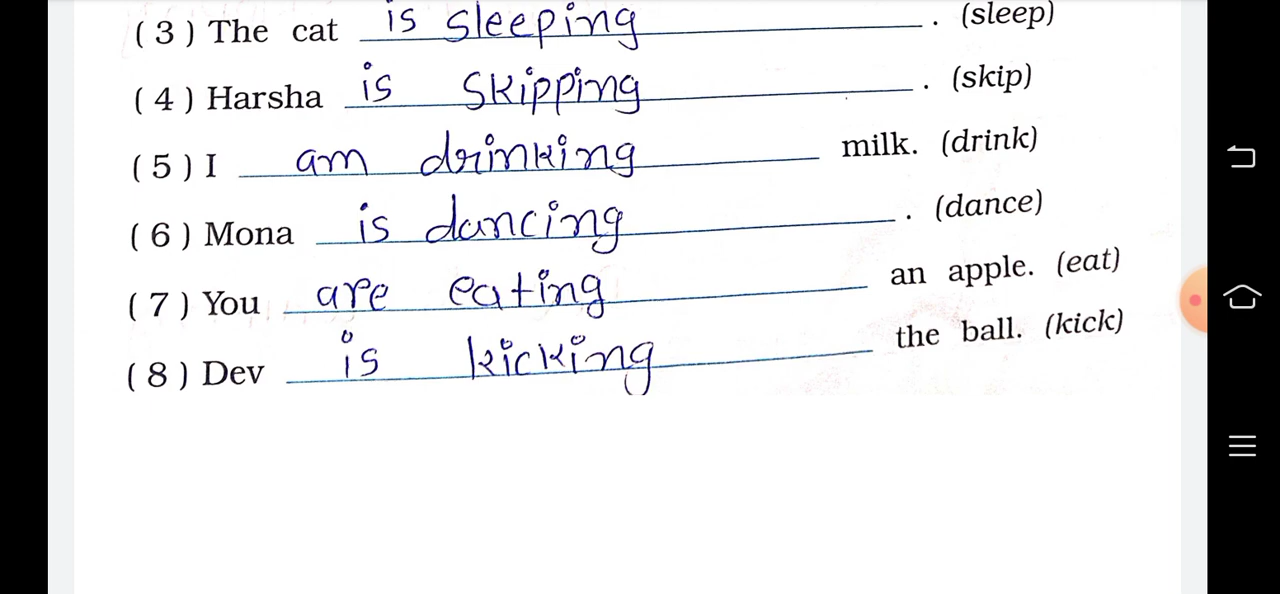 ( 3 ) The cat is sleeping . (sleep)
( 4 ) Harsha is skipping . (skip)
( 5 ) I am drinking milk. (drink)
( 6 ) Mona is dancing . (dance)
( 7 ) You are eating an apple. (eat)
( 8 ) Dev is kicking the ball. (kick)